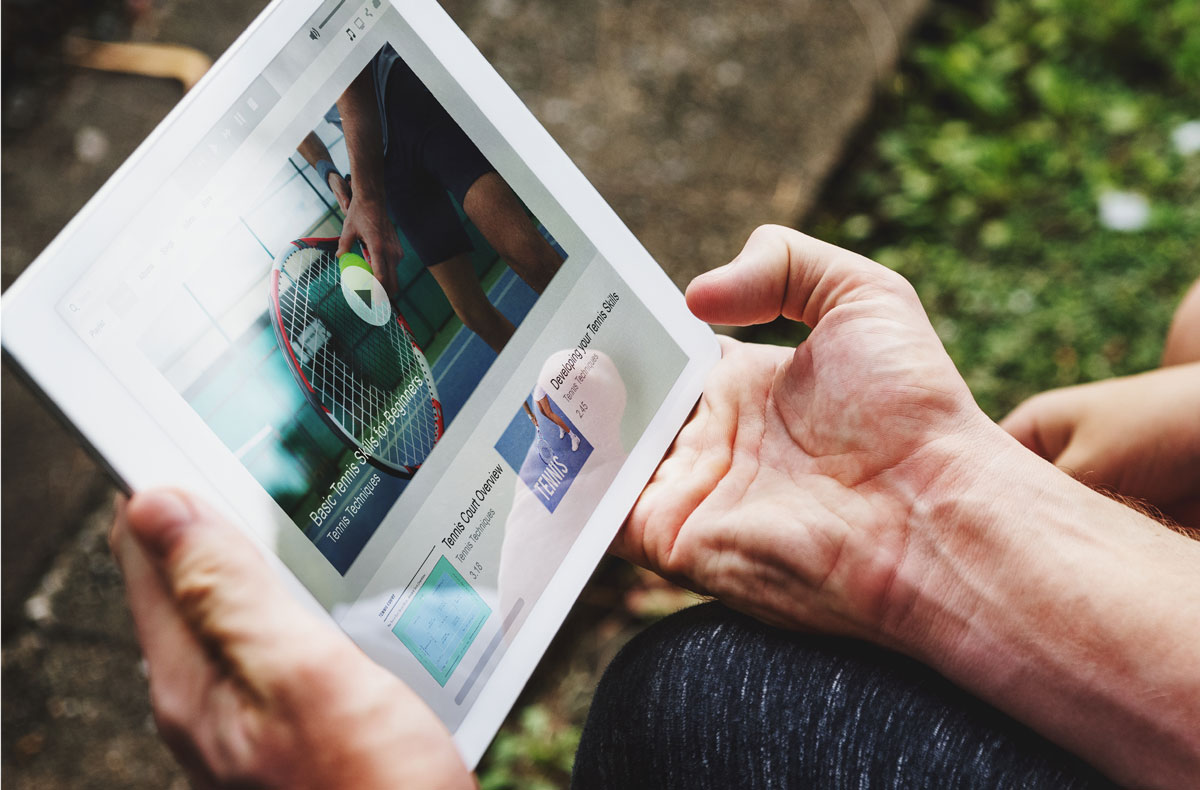 Basic Tennis Skills for Beginners
Tennis Techniques
Tennis Court Overview
Tennis Techniques
3.18
Developing your Tennis Skills
Tennis Techniques
2.45
TENNIS